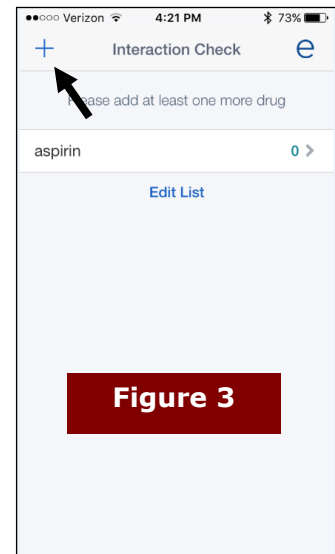 ●●○○○ Verizon 4:21 PM 73%
+ Interaction Check e
ease add at least one more drug
aspirin 0 >
Edit List
Figure 3